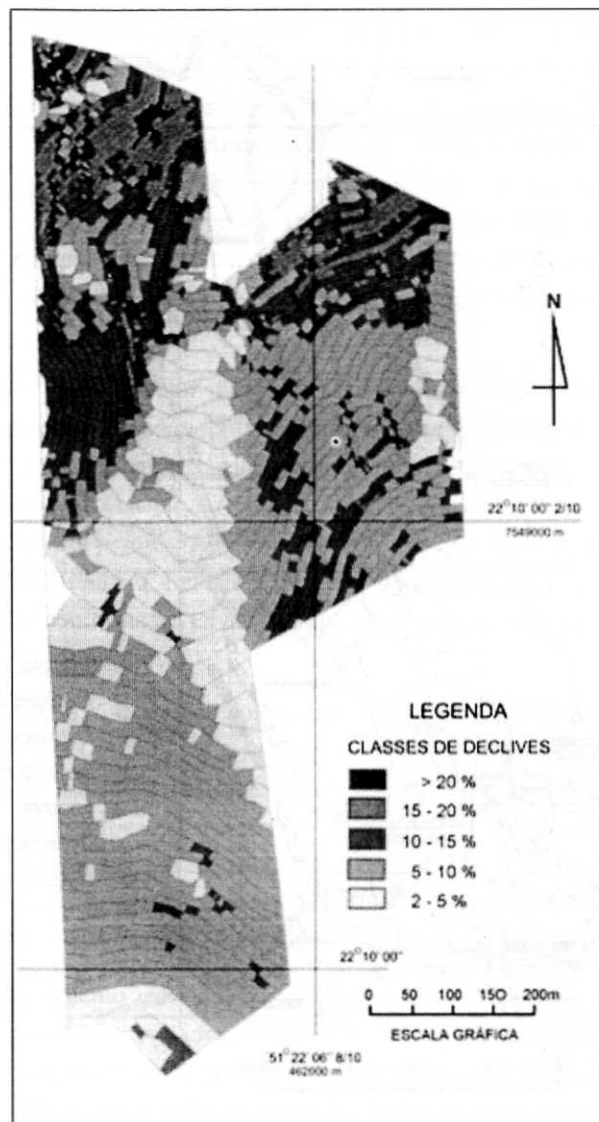 N
22° 10' 00" 2/10
7549000 m
LEGENDA
CLASSES DE DECLIVES
> 20 %
15 - 20 %
10 - 15 %
5 - 10 %
2 - 5 %
22° 10' 00"
0 50 100 150 200m
ESCALA GRÁFICA
51° 22' 06" 8/10
462000 m